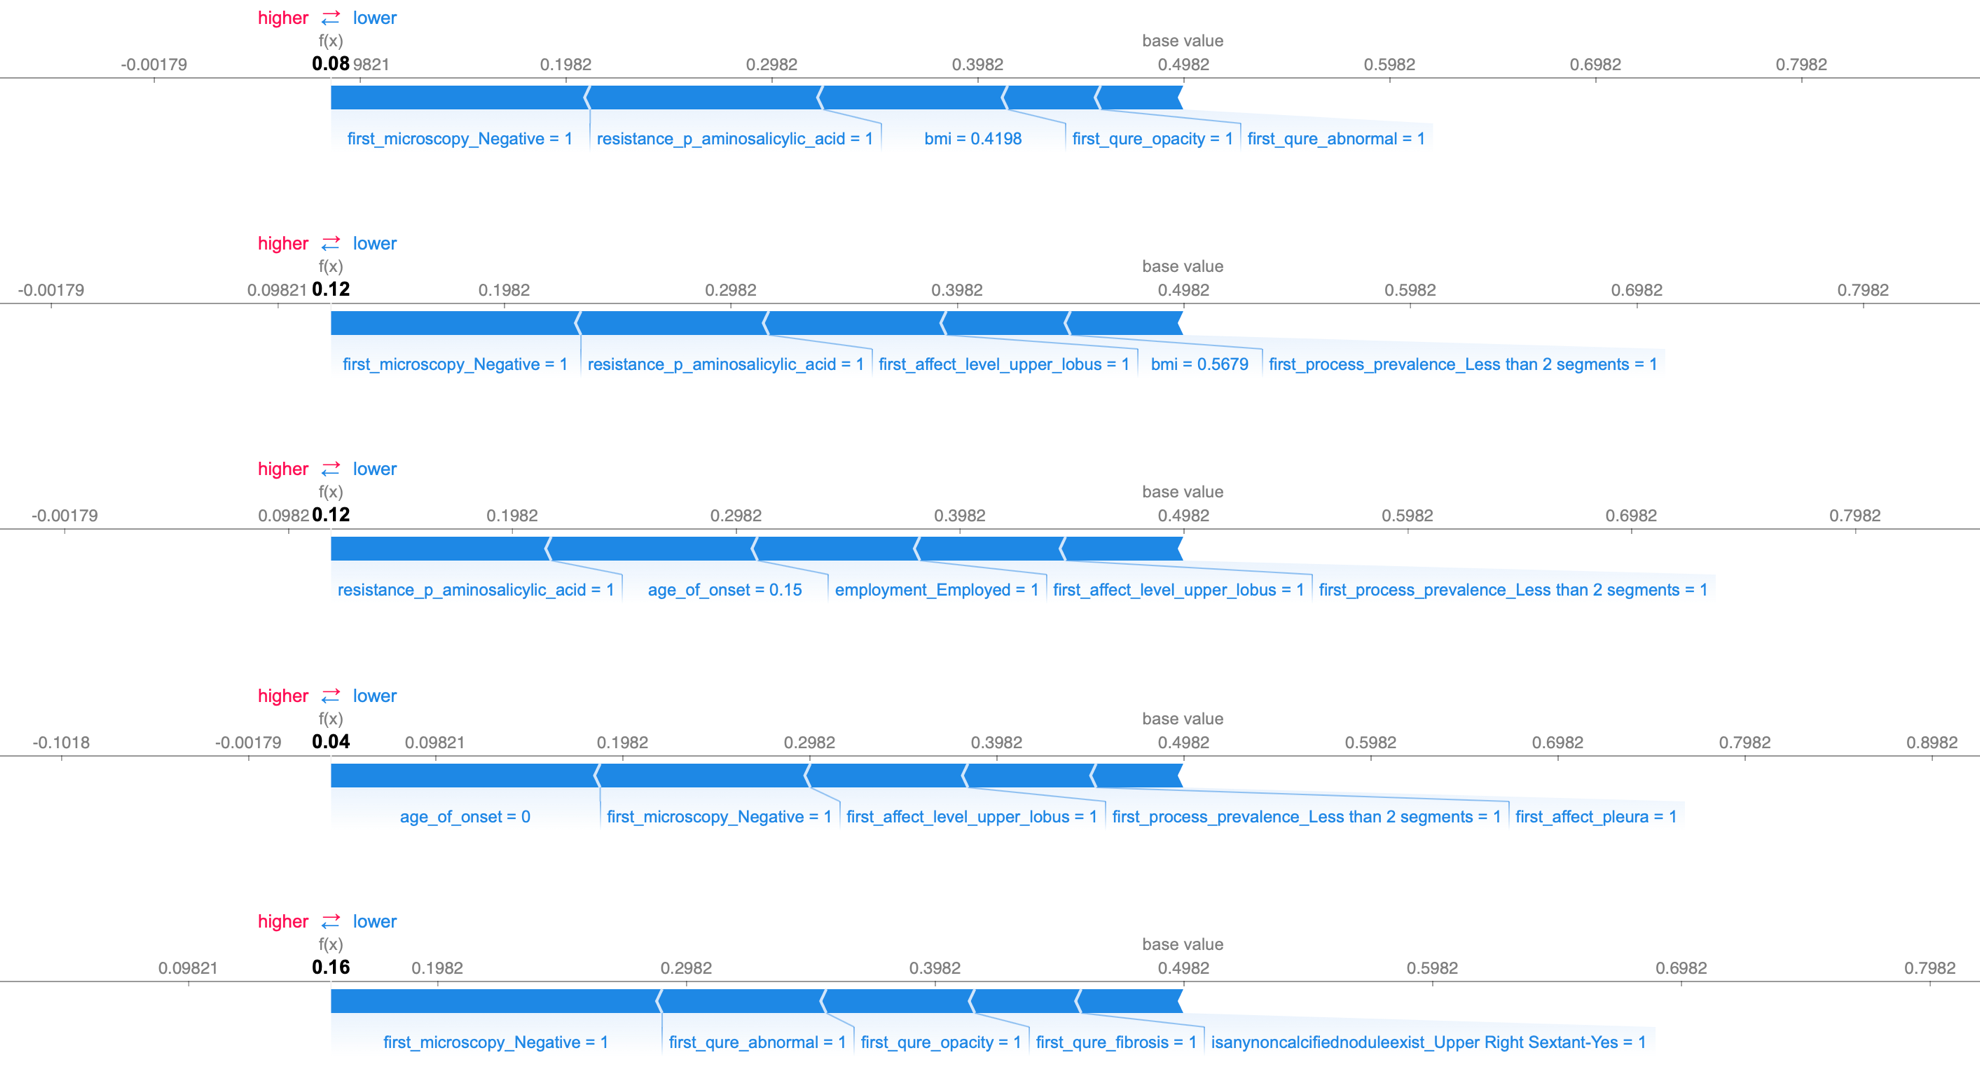 higher ⇄ lower
f(x)
base value
-0.00179 0.08 9821 0.1982 0.2982 0.3982 0.4982 0.5982 0.6982 0.7982
first_microscopy_Negative = 1 resistance_p_aminosalicylic_acid = 1 bmi = 0.4198 first_qure_opacity = 1 first_qure_abnormal = 1
higher ⇄ lower
f(x)
base value
-0.00179 0.09821 0.12 0.1982 0.2982 0.3982 0.4982 0.5982 0.6982 0.7982
first_microscopy_Negative = 1 resistance_p_aminosalicylic_acid = 1 first_affect_level_upper_lobus = 1 bmi = 0.5679 first_process_prevalence_Less than 2 segments = 1
higher ⇄ lower
f(x)
base value
-0.00179 0.0982 0.12 0.1982 0.2982 0.3982 0.4982 0.5982 0.6982 0.7982
resistance_p_aminosalicylic_acid = 1 age_of_onset = 0.15 employment_Employed = 1 first_affect_level_upper_lobus = 1 first_process_prevalence_Less than 2 segments = 1
higher ⇄ lower
f(x)
base value
-0.1018 -0.00179 0.04 0.09821 0.1982 0.2982 0.3982 0.4982 0.5982 0.6982 0.7982 0.8982
age_of_onset = 0 first_microscopy_Negative = 1 first_affect_level_upper_lobus = 1 first_process_prevalence_Less than 2 segments = 1 first_affect_pleura = 1
higher ⇄ lower
f(x)
base value
0.09821 0.16 0.1982 0.2982 0.3982 0.4982 0.5982 0.6982 0.7982
first_microscopy_Negative = 1 first_qure_abnormal = 1 first_qure_opacity = 1 first_qure_fibrosis = 1 isanynoncalcifiednoduleexist_Upper Right Sextant-Yes = 1